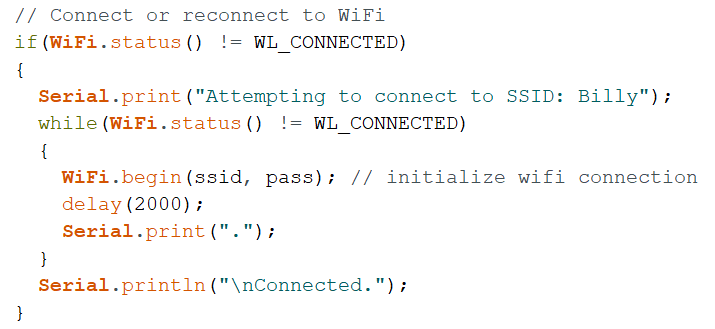 // Connect or reconnect to WiFi
if(WiFi.status() != WL_CONNECTED)
{
  Serial.print("Attempting to connect to SSID: Billy");
  while(WiFi.status() != WL_CONNECTED)
  {
    WiFi.begin(ssid, pass); // initialize wifi connection
    delay(2000);
    Serial.print(".");
  }
  Serial.println("\nConnected.");
}